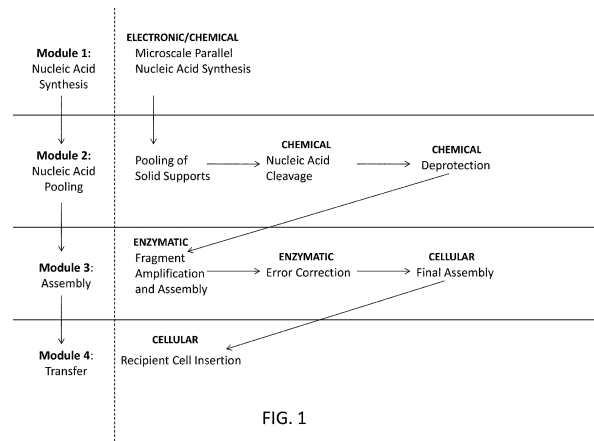 Module 1:
Nucleic Acid
Synthesis
ELECTRONIC/CHEMICAL
Microscale Parallel
Nucleic Acid Synthesis
Module 2:
Nucleic Acid
Pooling
Pooling of
Solid Supports
CHEMICAL
Nucleic Acid
Cleavage
CHEMICAL
Deprotection
Module 3:
Assembly
ENZYMATIC
Fragment
Amplification
and Assembly
ENZYMATIC
Error Correction
CELLULAR
Final Assembly
Module 4:
Transfer
CELLULAR
Recipient Cell Insertion
FIG. 1